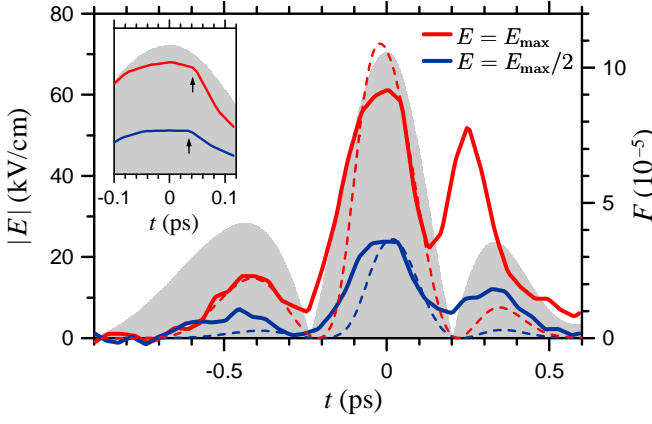 80
60
40
20
0
|E| (kV/cm)
-0.5
0
0.5
t (ps)
10
5
0
F (10⁻⁵)
E = E_max
E = E_max/2
-0.1
0
0.1
t (ps)